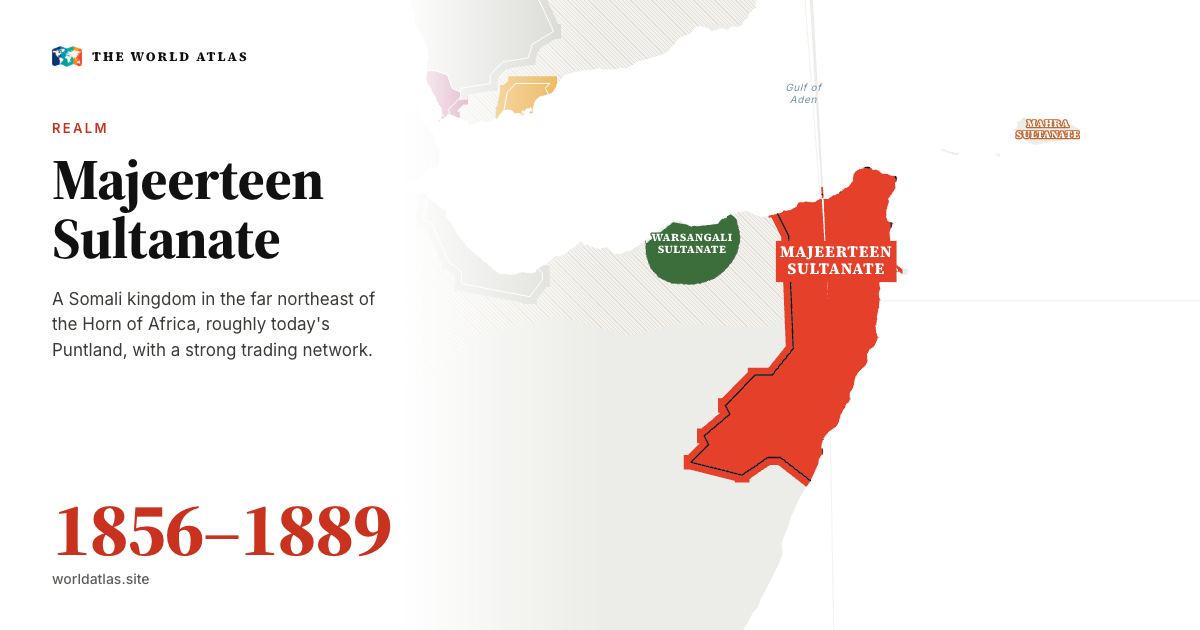 THE WORLD ATLAS
REALM
Majeerteen
Sultanate
A Somali kingdom in the far northeast of
the Horn of Africa, roughly today's
Puntland, with a strong trading network.
1856–1889
worldatlas.site
Gulf of
Aden
MAHRA
SULTANATE
WARSANGALI
SULTANATE
MAJEERTEEN
SULTANATE